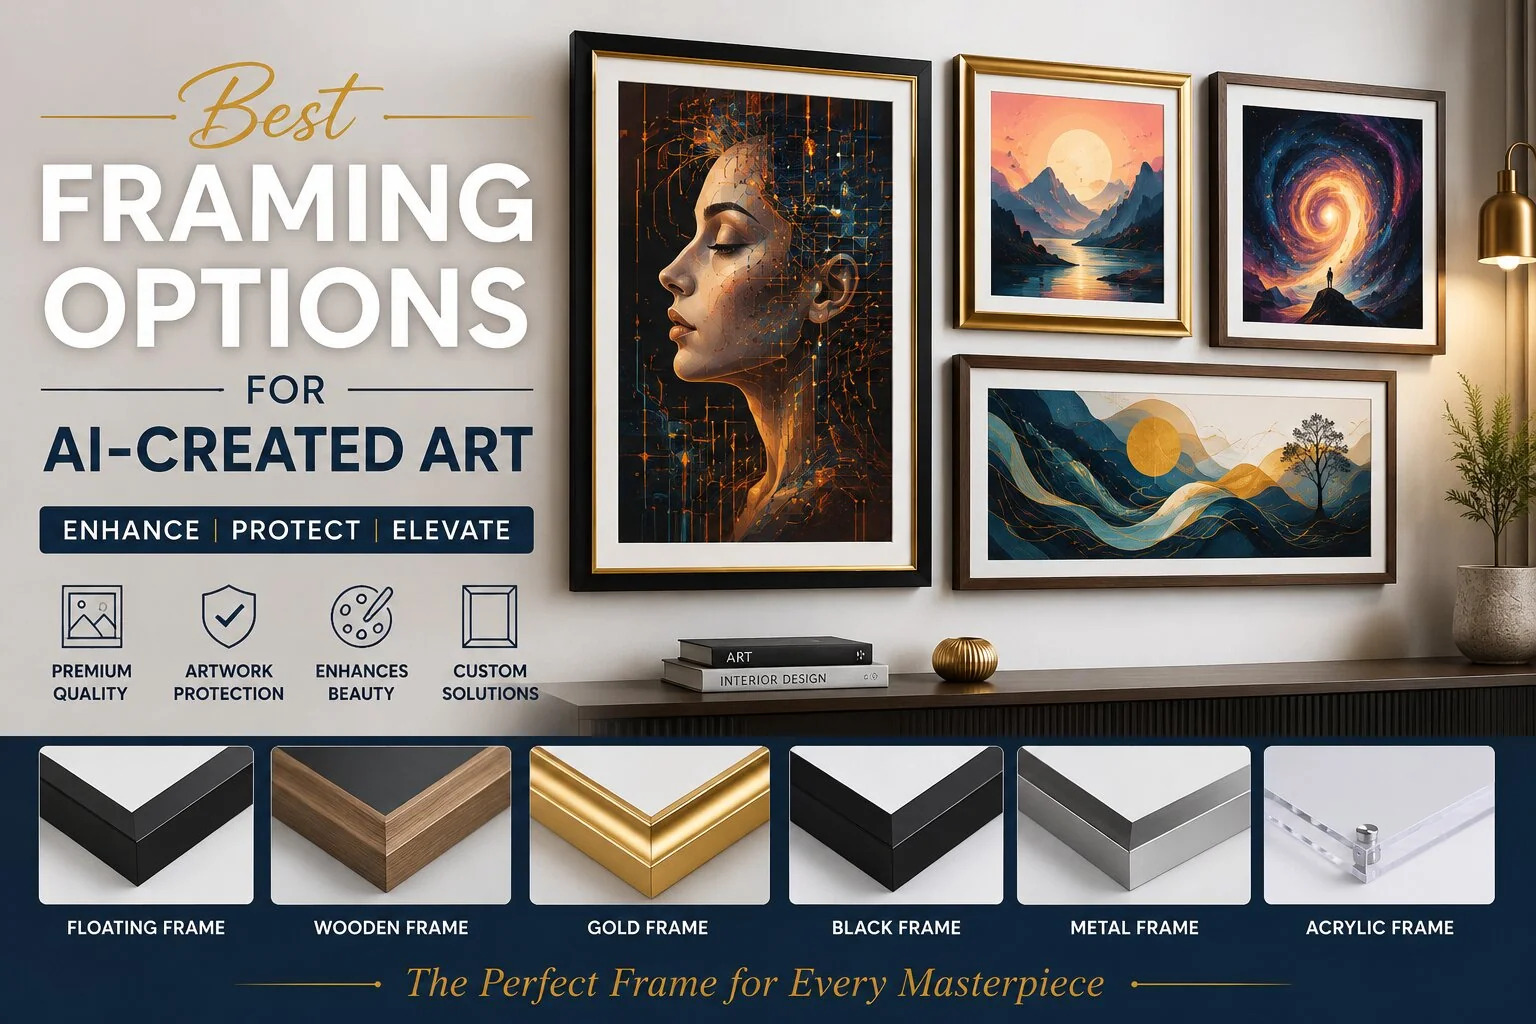 Best
FRAMING
OPTIONS
FOR
AI-CREATED ART
ENHANCE | PROTECT | ELEVATE
PREMIUM
QUALITY
ARTWORK
PROTECTION
ENHANCES
BEAUTY
CUSTOM
SOLUTIONS
ART
INTERIOR DESIGN
FLOATING FRAME
WOODEN FRAME
GOLD FRAME
BLACK FRAME
METAL FRAME
ACRYLIC FRAME
The Perfect Frame for Every Masterpiece